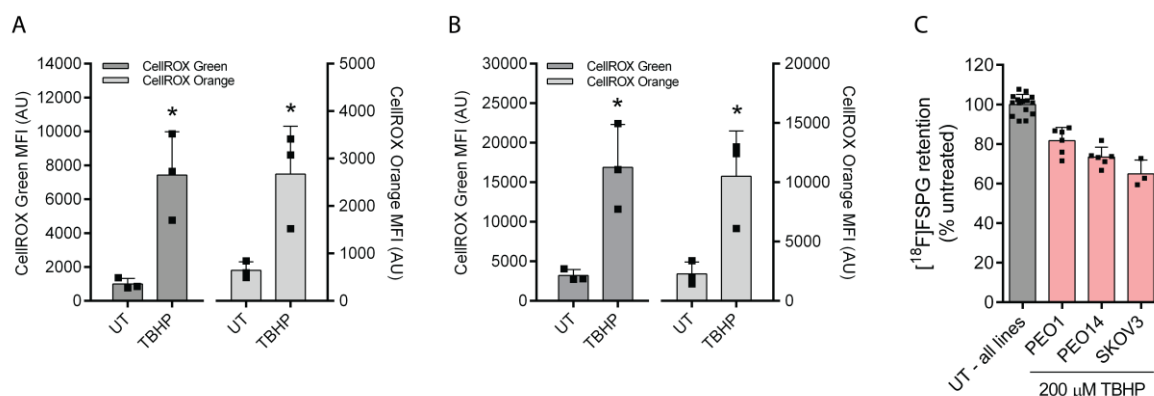 A
CellROX Green
CellROX Orange
CellROX Green MFI (AU)
14000
12000
10000
8000
6000
4000
2000
0
5000
4000
3000
2000
1000
0
CellROX Orange MFI (AU)
*
*
UT
TBHP
UT
TBHP
B
CellROX Green
CellROX Orange
CellROX Green MFI (AU)
30000
25000
20000
15000
10000
5000
0
20000
15000
10000
5000
0
CellROX Orange MFI (AU)
*
*
UT
TBHP
UT
TBHP
C
[¹⁸F]FSPG retention
(% untreated)
120
100
80
60
40
20
0
UT - all lines
PEO1
PEO14
SKOV3
200 µM TBHP